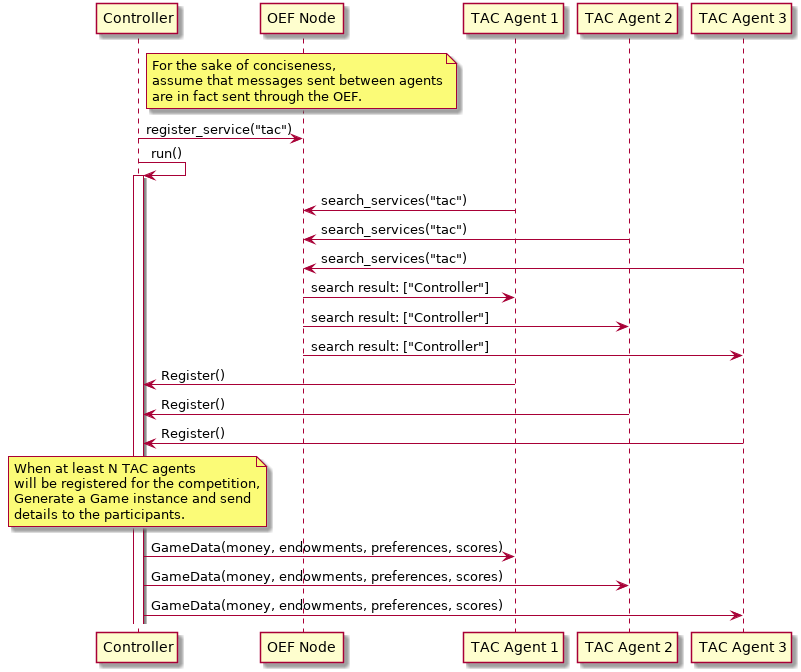 Controller
OEF Node
TAC Agent 1
TAC Agent 2
TAC Agent 3
For the sake of conciseness,
assume that messages sent between agents
are in fact sent through the OEF.
register_service("tac")
run()
search_services("tac")
search_services("tac")
search_services("tac")
search result: ["Controller"]
search result: ["Controller"]
search result: ["Controller"]
Register()
Register()
Register()
When at least N TAC agents
will be registered for the competition,
Generate a Game instance and send
details to the participants.
GameData(money, endowments, preferences, scores)
GameData(money, endowments, preferences, scores)
GameData(money, endowments, preferences, scores)
Controller
OEF Node
TAC Agent 1
TAC Agent 2
TAC Agent 3